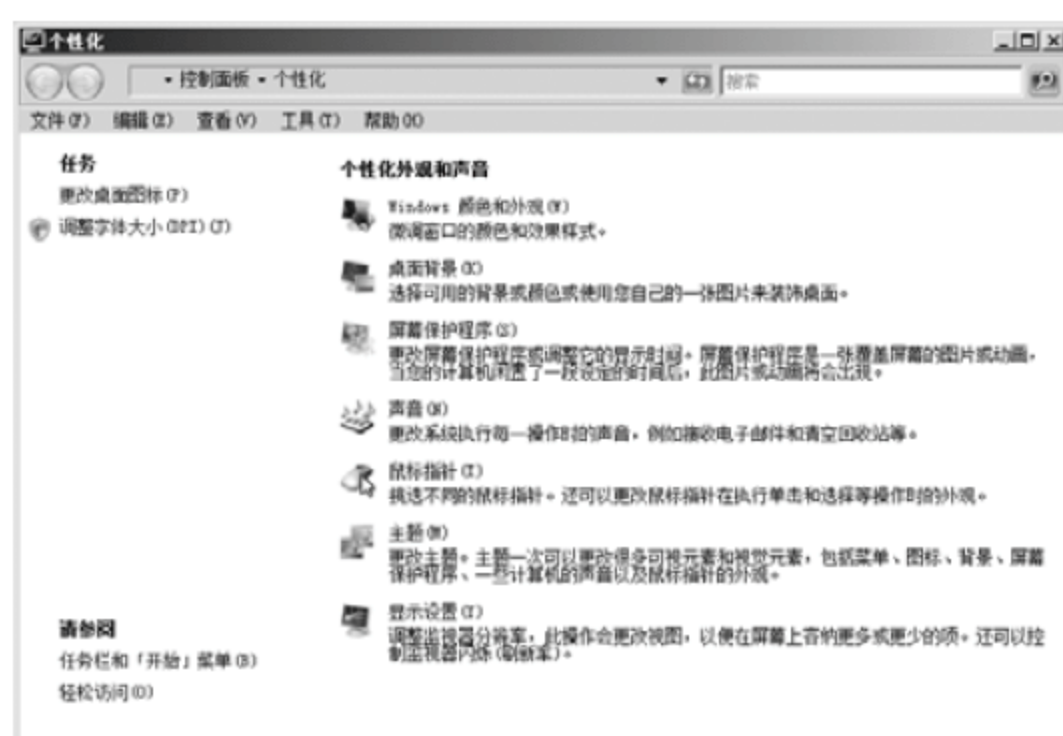 个性化
控制面板 个性化
搜索
文件(F) 编辑(E) 查看(V) 工具(T) 帮助(H)
任务
更改桌面图标(P)
调整字体大小(DPI)(J)
个性化外观和声音
Windows 颜色和外观(W)
微调窗口的颜色和效果样式。
桌面背景(K)
选择可用的背景或颜色或使用您自己的一张图片来装饰桌面。
屏幕保护程序(S)
更改屏幕保护程序或调整它的显示时间。屏幕保护程序是一张覆盖屏幕的图片或动画,
当您的计算机闲置了一段设定的时间后,此图片或动画将会出现。
声音(N)
更改系统执行每一操作时的声音,例如接收电子邮件和清空回收站等。
鼠标指针(I)
挑选不同的鼠标指针。还可以更改鼠标指针在执行单击和选择等操作时的外观。
主题(M)
更改主题。主题一次可以更改很多可视元素和视觉元素,包括菜单、图标、背景、屏幕
保护程序、一些计算机的声音以及鼠标指针的外观。
显示设置(T)
调整监视器分辨率,此操作会更改视图,以便在屏幕上容纳更多或更少的项。还可以控
制监视器闪烁(刷新率)。
请参阅
任务栏和「开始」菜单(B)
轻松访问(O)